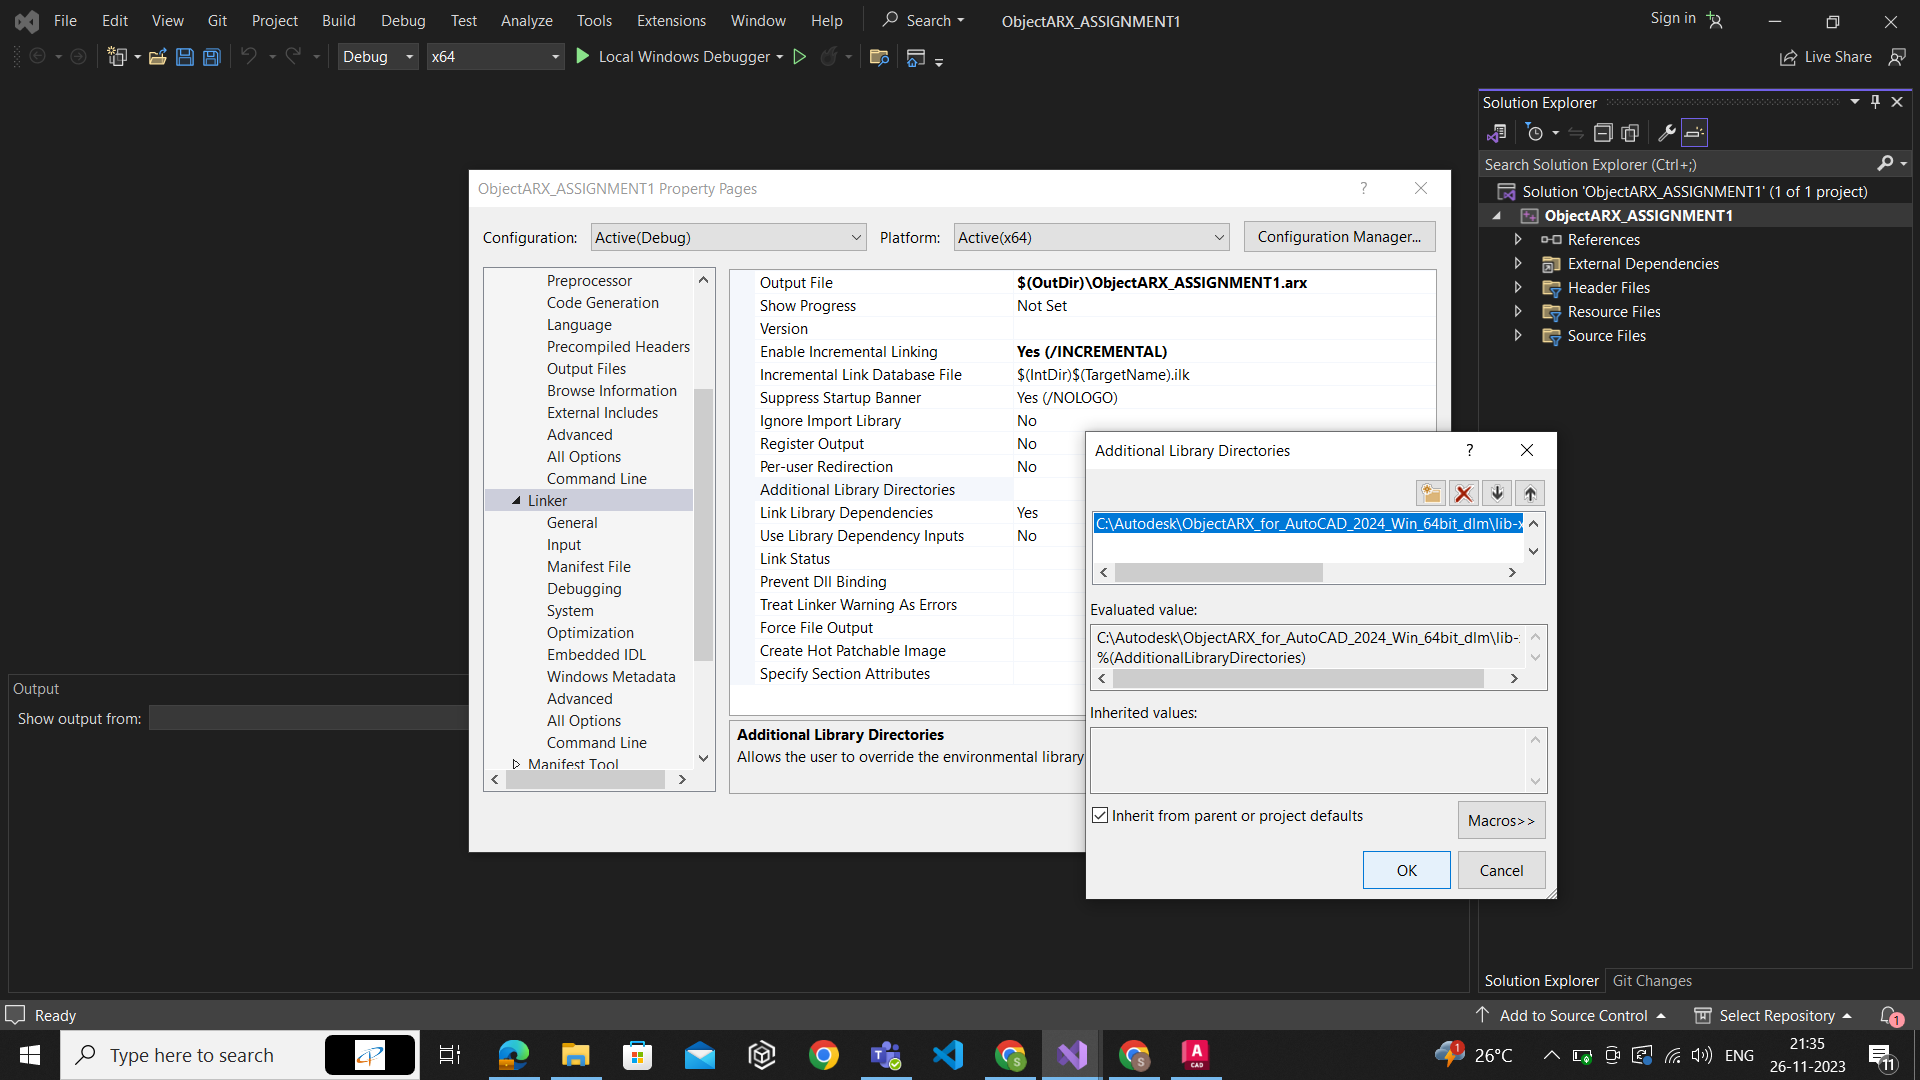 File Edit View Git Project Build Debug Test Analyze Tools Extensions Window Help Search ObjectARX_ASSIGNMENT1 Sign in
Debug x64 Local Windows Debugger Live Share
Solution Explorer
Search Solution Explorer (Ctrl+;)
Solution 'ObjectARX_ASSIGNMENT1' (1 of 1 project)
ObjectARX_ASSIGNMENT1
References
External Dependencies
Header Files
Resource Files
Source Files
ObjectARX_ASSIGNMENT1 Property Pages ?
Configuration: Active(Debug) Platform: Active(x64) Configuration Manager...
Preprocessor
Code Generation
Language
Precompiled Headers
Output Files
Browse Information
External Includes
Advanced
All Options
Command Line
Linker
General
Input
Manifest File
Debugging
System
Optimization
Embedded IDL
Windows Metadata
Advanced
All Options
Command Line
Manifest Tool
Output File $(OutDir)\ObjectARX_ASSIGNMENT1.arx
Show Progress Not Set
Version
Enable Incremental Linking Yes (/INCREMENTAL)
Incremental Link Database File $(IntDir)$(TargetName).ilk
Suppress Startup Banner Yes (/NOLOGO)
Ignore Import Library No
Register Output No
Per-user Redirection No
Additional Library Directories
Link Library Dependencies Yes
Use Library Dependency Inputs No
Link Status
Prevent Dll Binding
Treat Linker Warning As Errors
Force File Output
Create Hot Patchable Image
Specify Section Attributes
Additional Library Directories
Allows the user to override the environmental library
Additional Library Directories ?
C:\Autodesk\ObjectARX_for_AutoCAD_2024_Win_64bit_dlm\lib-x
Evaluated value:
C:\Autodesk\ObjectARX_for_AutoCAD_2024_Win_64bit_dlm\lib-
%(AdditionalLibraryDirectories)
Inherited values:
Inherit from parent or project defaults
Macros>>
OK Cancel
Output
Show output from:
Solution Explorer Git Changes
Ready Add to Source Control Select Repository 1
Type here to search CAD 1 26°C ENG 21:35
26-11-2023 11